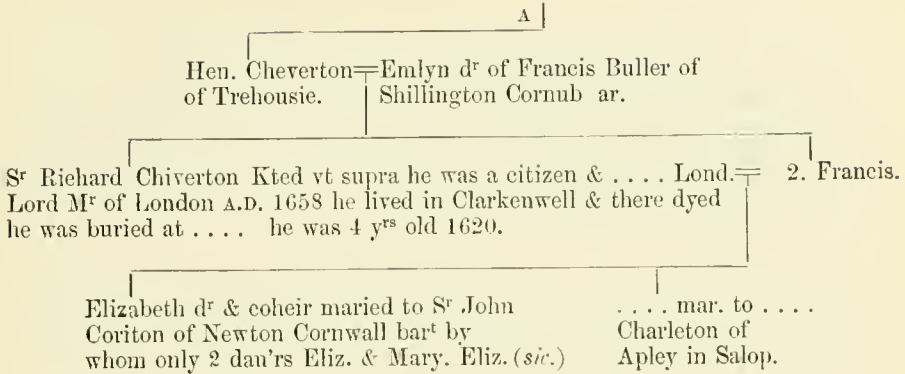 A
Hen. Cheverton=Emlyn dʳ of Francis Buller of
of Trehousie. Shillington Cornub ar.
Sʳ Richard Chiverton Kted vt supra he was a citizen & .... Lond.= 2. Francis.
Lord Mʳ of London A.D. 1658 he lived in Clarkenwell & there dyed
he was buried at .... he was 4 yʳˢ old 1620.
Elizabeth dʳ & coheir maried to Sʳ John
Coriton of Newton Cornwall barᵗ by
whom only 2 dau'rs Eliz. & Mary. Eliz. (sic.)
.... mar. to ....
Charleton of
Apley in Salop.